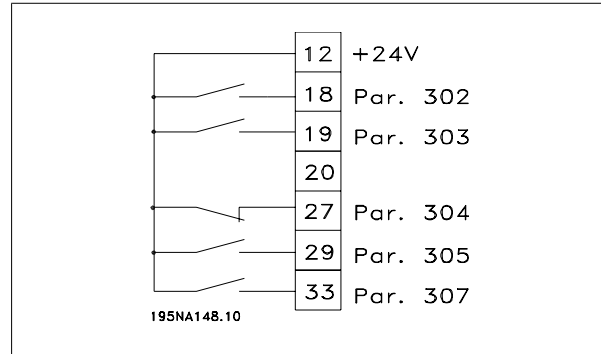 12 +24V
18 Par. 302
19 Par. 303
20
27 Par. 304
29 Par. 305
33 Par. 307
195NA148.10